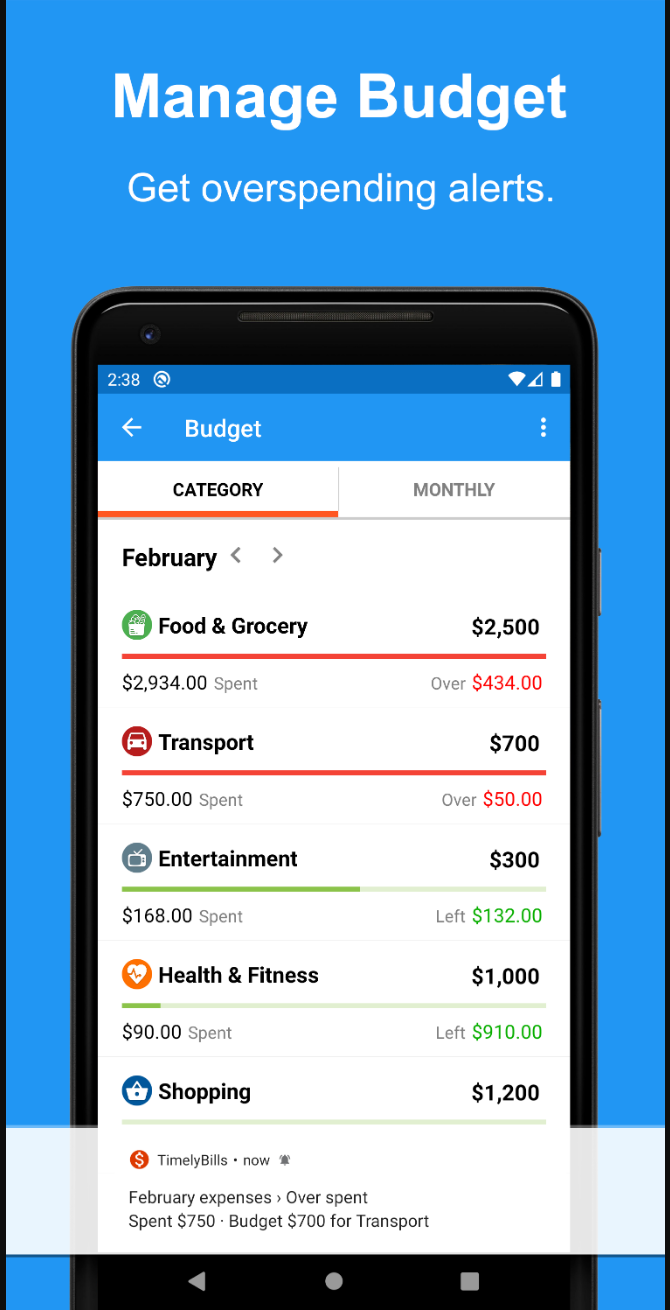 Manage Budget
Get overspending alerts.
2:38
Budget
CATEGORY MONTHLY
February
Food & Grocery $2,500
$2,934.00 Spent Over $434.00
Transport $700
$750.00 Spent Over $50.00
Entertainment $300
$168.00 Spent Left $132.00
Health & Fitness $1,000
$90.00 Spent Left $910.00
Shopping $1,200
TimelyBills • now
February expenses › Over spent
Spent $750 · Budget $700 for Transport